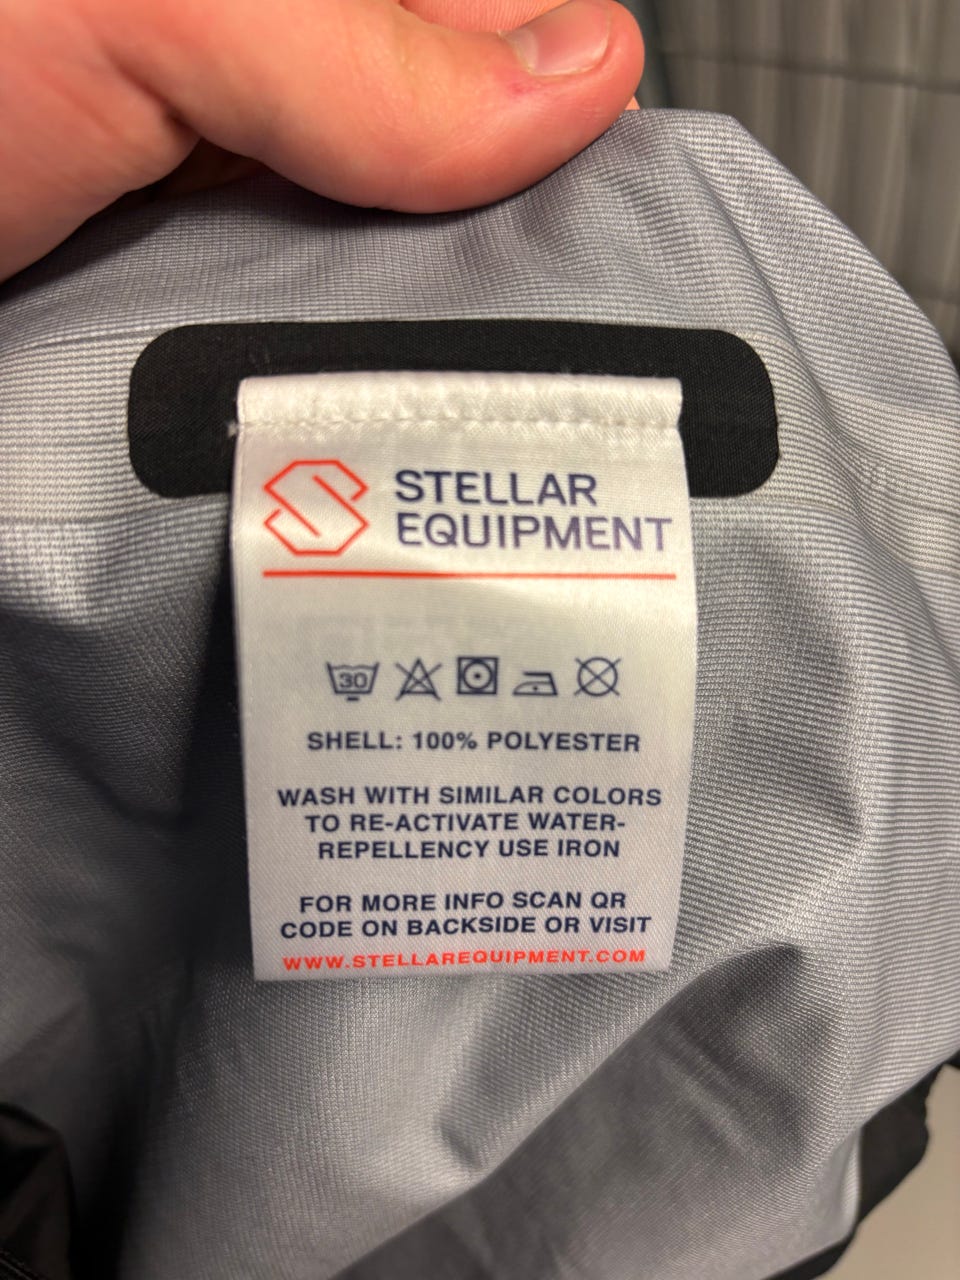 STELLAR
EQUIPMENT
30
SHELL: 100% POLYESTER
WASH WITH SIMILAR COLORS
TO RE-ACTIVATE WATER-
REPELLENCY USE IRON
FOR MORE INFO SCAN QR
CODE ON BACKSIDE OR VISIT
WWW.STELLAREQUIPMENT.COM